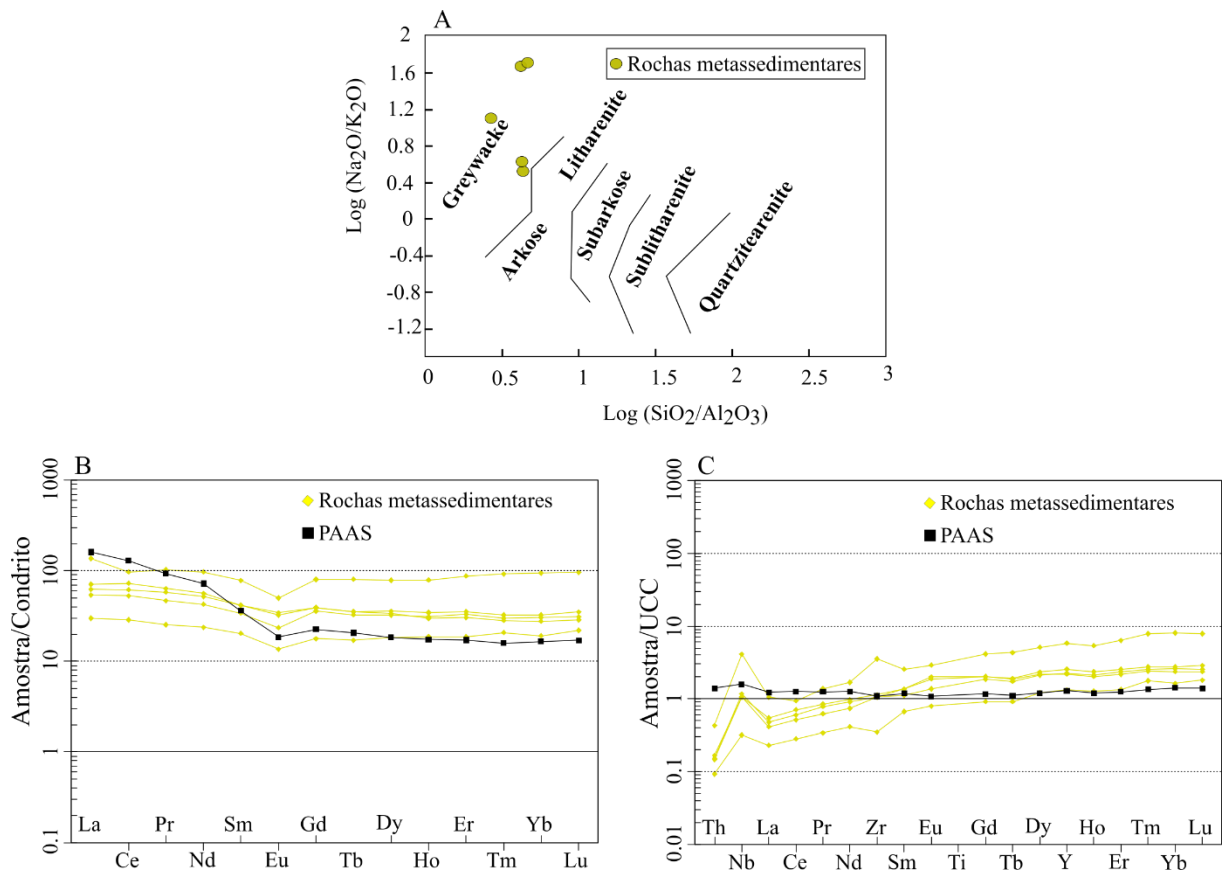 A
Rochas metassedimentares
2
1.6
1.2
0.8
0.4
0
-0.4
-0.8
-1.2
Log (Na2O/K2O)
Greywacke
Litharenite
Arkose
Subarkose
Sublitharenite
Quartzitearenite
0 0.5 1 1.5 2 2.5 3
Log (SiO2/Al2O3)
B
Rochas metassedimentares
PAAS
1000
100
10
1
0.1
Amostra/Condrito
La Pr Sm Gd Dy Er Yb
Ce Nd Eu Tb Ho Tm Lu
C
Rochas metassedimentares
PAAS
1000
100
10
1
0.1
0.01
Amostra/UCC
Th La Pr Zr Eu Gd Dy Ho Tm Lu
Nb Ce Nd Sm Ti Tb Y Er Yb